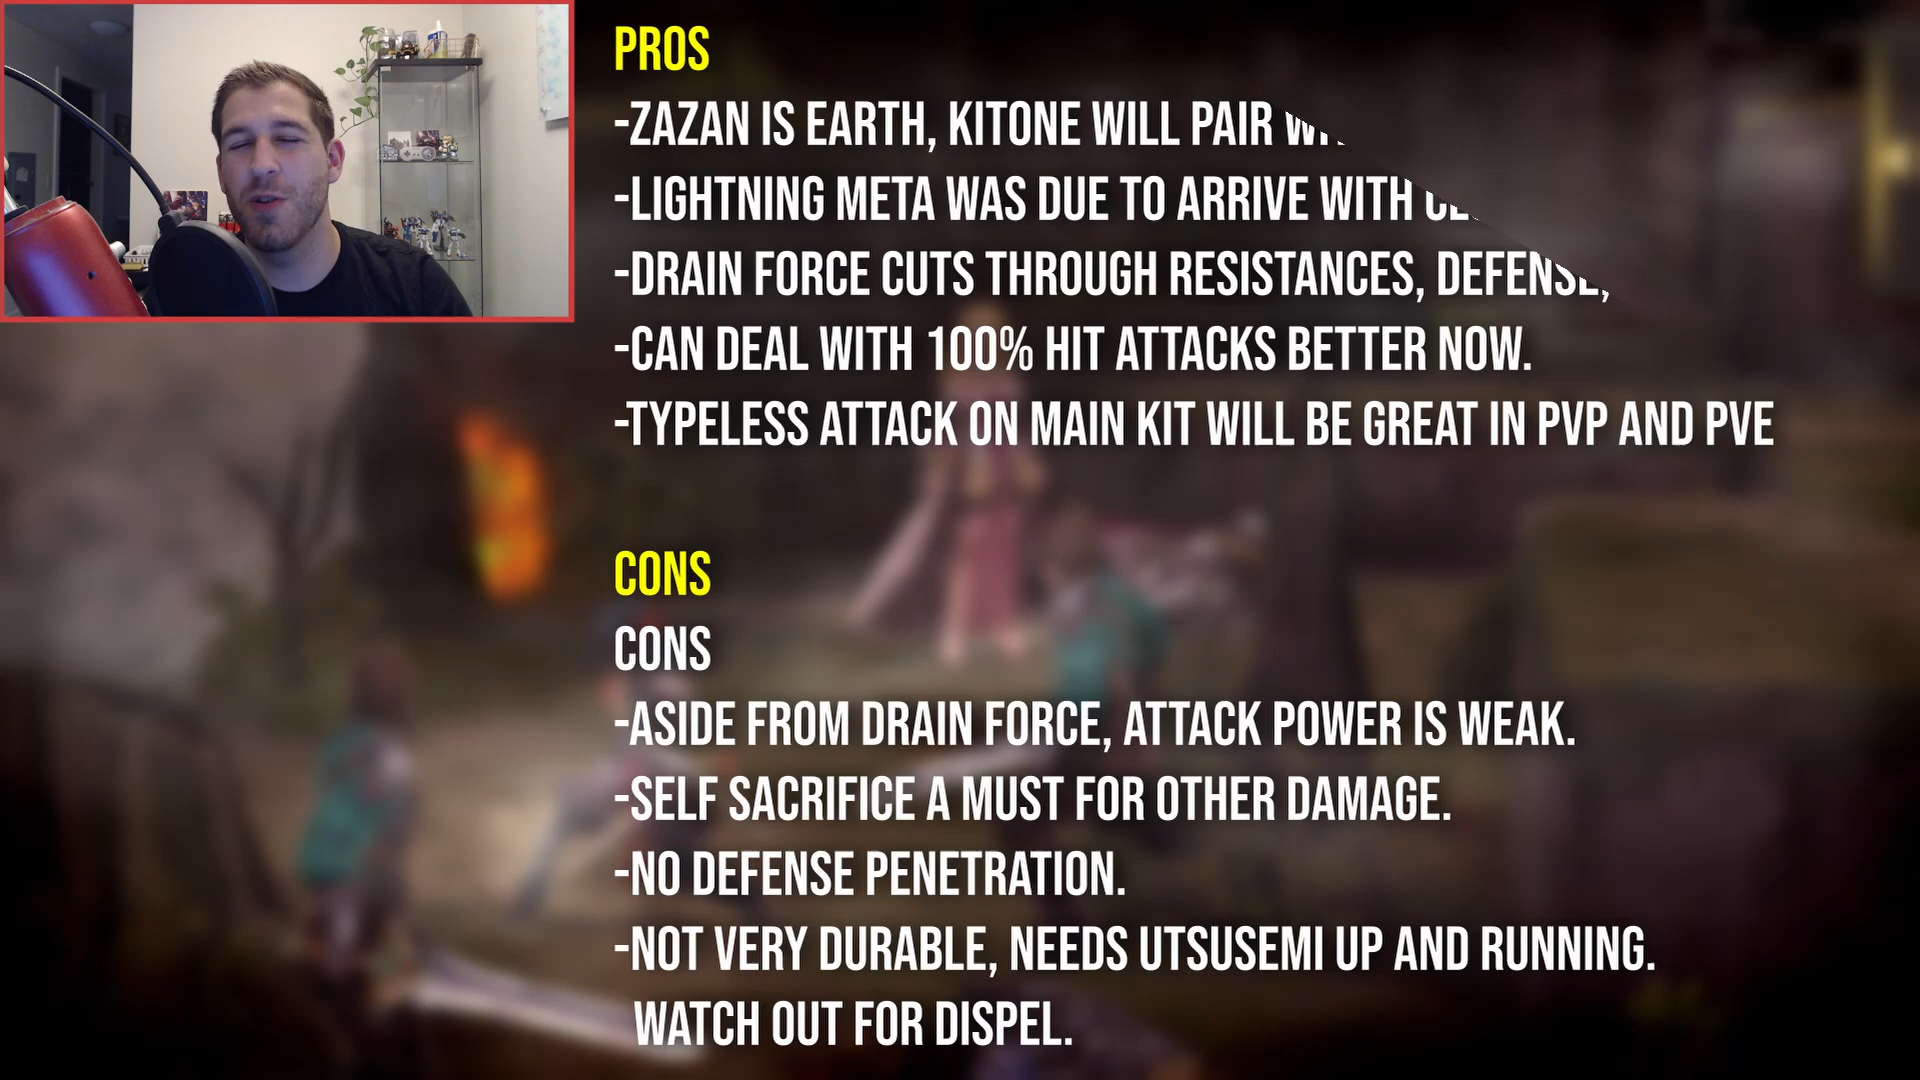 PROS
-ZAZAN IS EARTH, KITONE WILL PAIR
-LIGHTNING META WAS DUE TO ARRIVE WITH
-DRAIN FORCE CUTS THROUGH RESISTANCES, DEFENSE,
-CAN DEAL WITH 100% HIT ATTACKS BETTER NOW.
-TYPELESS ATTACK ON MAIN KIT WILL BE GREAT IN PVP AND PVE
CONS
CONS
-ASIDE FROM DRAIN FORCE, ATTACK POWER IS WEAK.
-SELF SACRIFICE A MUST FOR OTHER DAMAGE.
-NO DEFENSE PENETRATION.
-NOT VERY DURABLE, NEEDS UTSUSEMI UP AND RUNNING.
WATCH OUT FOR DISPEL.